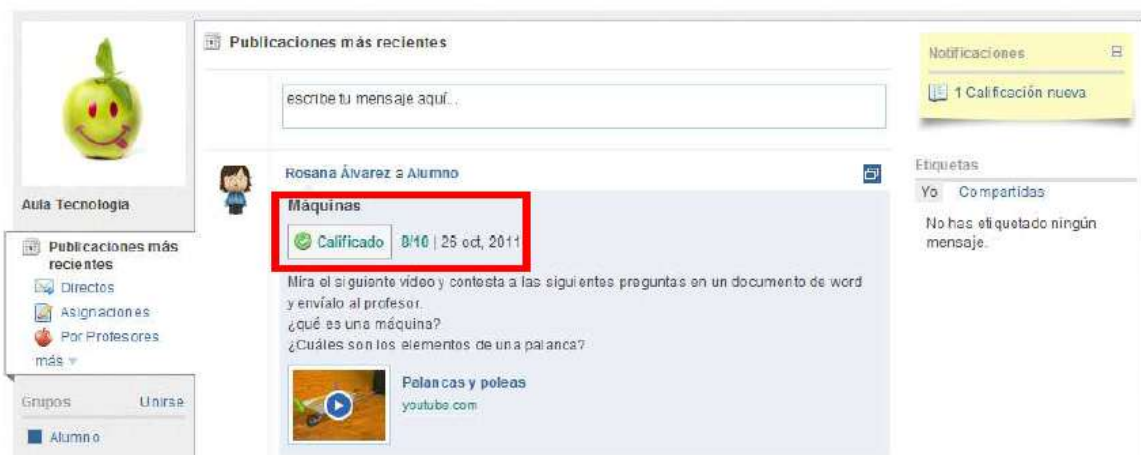 Publicaciones más recientes
escribe tu mensaje aquí...
Rosana Álvarez a Alumno
Máquinas
Calificado 8/10 | 25 oct, 2011
Mira el siguiente vídeo y contesta a las siguientes preguntas en un documento de word
y envíalo al profesor.
¿qué es una máquina?
¿Cuáles son los elementos de una palanca?
Palancas y poleas
youtube.com
Aula Tecnologia
Publicaciones más
recientes
Directos
Asignaciones
Por Profesores
más
Grupos Unirse
Alumno
Notificaciones
1 Calificación nueva
Etiquetas
Yo Compartidas
No has etiquetado ningún
mensaje.